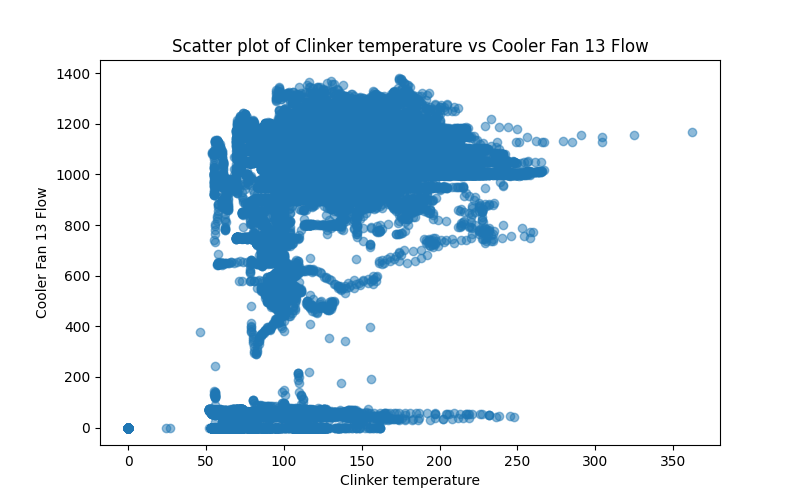 Scatter plot of Clinker temperature vs Cooler Fan 13 Flow
1400
1200
1000
800
600
400
200
0
Cooler Fan 13 Flow
0 50 100 150 200 250 300 350
Clinker temperature